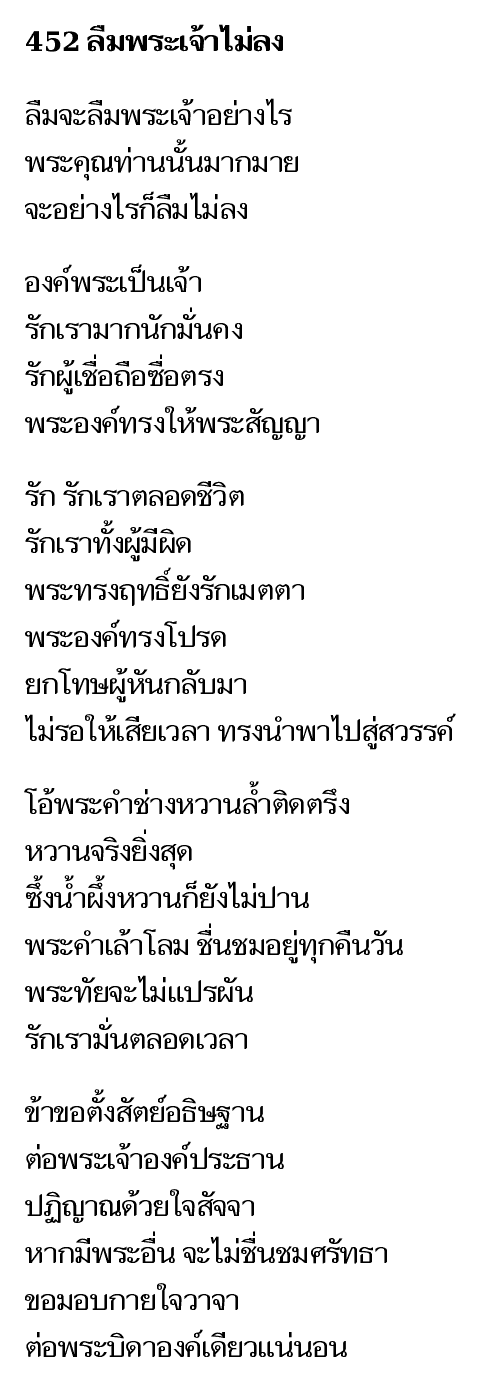 452 ลืมพระเจ้าไม่ลง
ลืมจะลืมพระเจ้าอย่างไร
พระคุณท่านนั้นมากมาย
จะอย่างไรก็ลืมไม่ลง
องค์พระเป็นเจ้า
รักเรามากนักมั่นคง
รักผู้เชื่อถือซื่อตรง
พระองค์ทรงให้พระสัญญา
รัก รักเราตลอดชีวิต
รักเราทั้งผู้มีผิด
พระทรงฤทธิ์ยังรักเมตตา
พระองค์ทรงโปรด
ยกโทษผู้หันกลับมา
ไม่รอให้เสียเวลา ทรงนำพาไปสู่สวรรค์
โอ้พระคำช่างหวานล้ำติดตรึง
หวานจริงยิ่งสุด
ซึ้งน้ำผึ้งหวานก็ยังไม่ปาน
พระคำเล้าโลม ชื่นชมอยู่ทุกคืนวัน
พระทัยจะไม่แปรผัน
รักเรามั่นตลอดเวลา
ข้าขอตั้งสัตย์อธิษฐาน
ต่อพระเจ้าองค์ประธาน
ปฏิญาณด้วยใจสัจจา
หากมีพระอื่น จะไม่ชื่นชมศรัทธา
ขอมอบกายใจวาจา
ต่อพระบิดาองค์เดียวแน่นอน